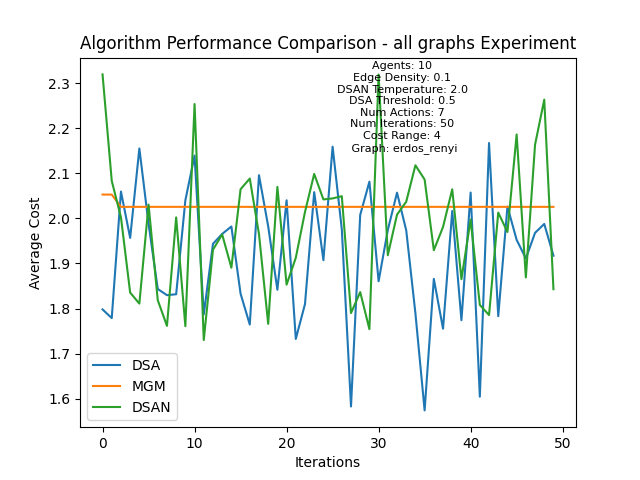 Algorithm Performance Comparison - all graphs Experiment
Agents: 10
Edge Density: 0.1
DSAN Temperature: 2.0
DSA Threshold: 0.5
Num Actions: 7
Num Iterations: 50
Cost Range: 4
Graph: erdos_renyi
Average Cost
2.3
2.2
2.1
2.0
1.9
1.8
1.7
1.6
DSA
MGM
DSAN
0 10 20 30 40 50
Iterations